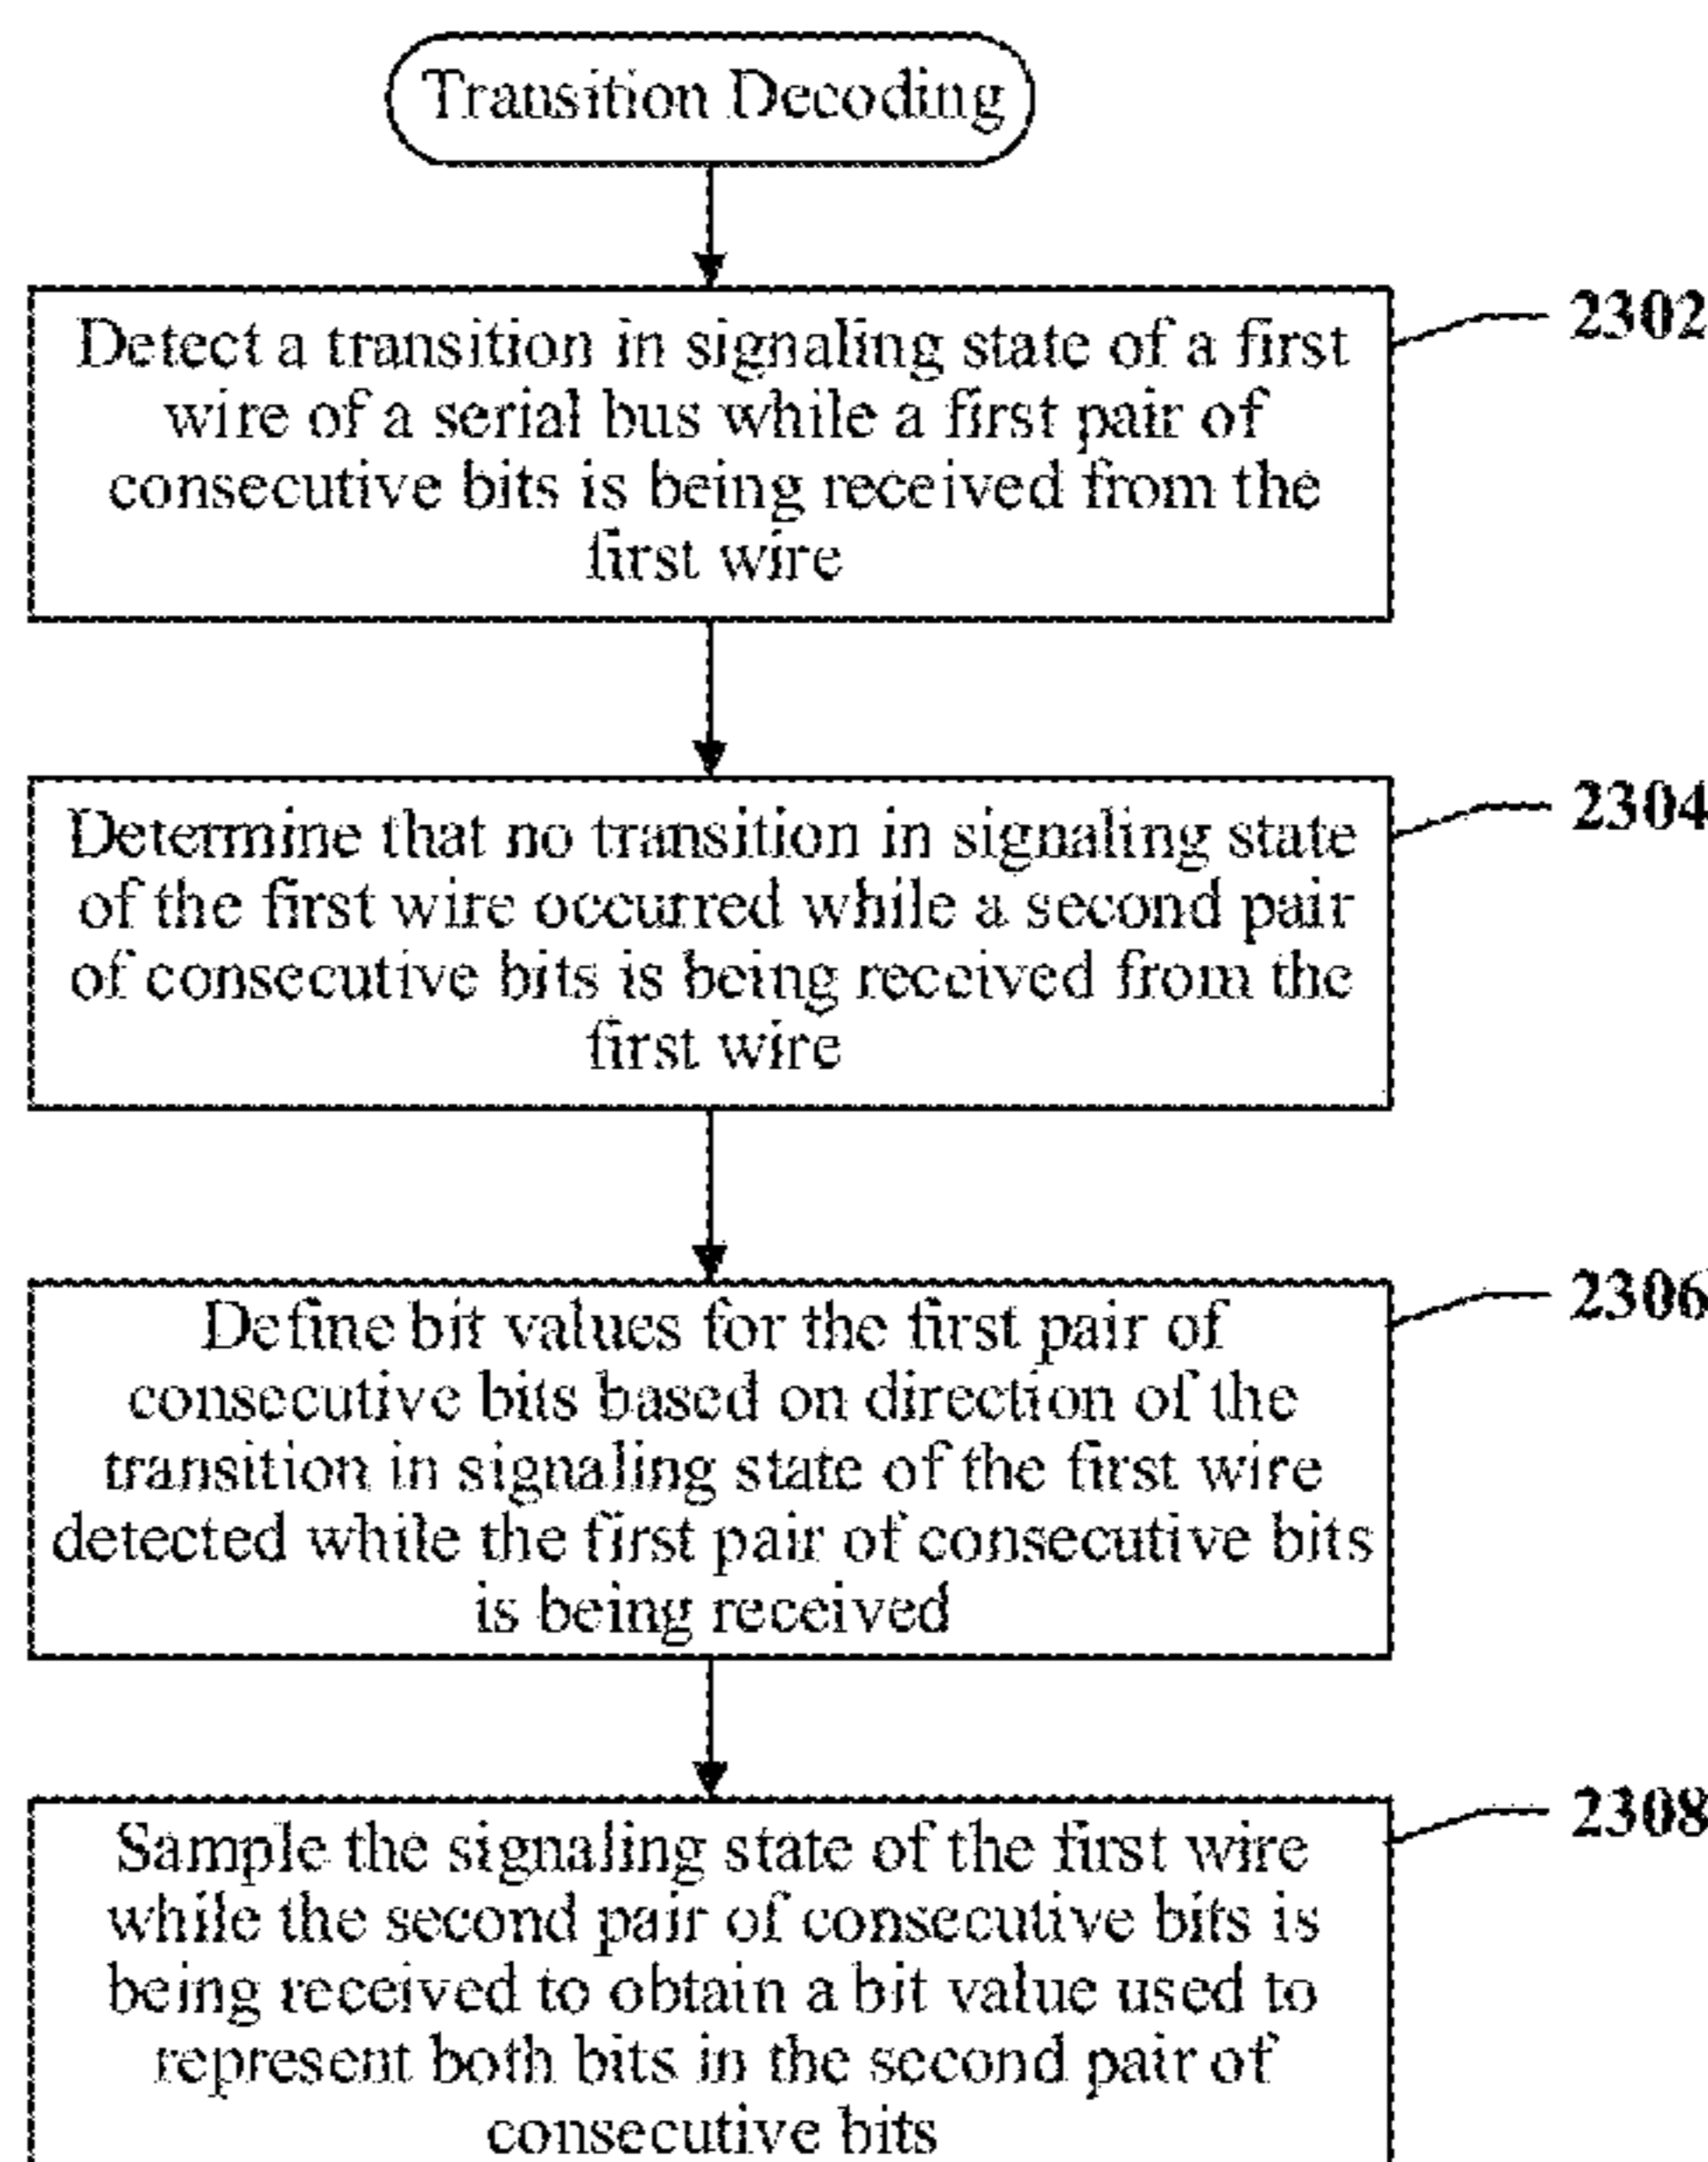 Transition Decoding
Detect a transition in signaling state of a first
wire of a serial bus while a first pair of
consecutive bits is being received from the
first wire
2302
Determine that no transition in signaling state
of the first wire occurred while a second pair
of consecutive bits is being received from the
first wire
2304
Define bit values for the first pair of
consecutive bits based on direction of the
transition in signaling state of the first wire
detected while the first pair of consecutive bits
is being received
2306
Sample the signaling state of the first wire
while the second pair of consecutive bits is
being received to obtain a bit value used to
represent both bits in the second pair of
consecutive bits
2308